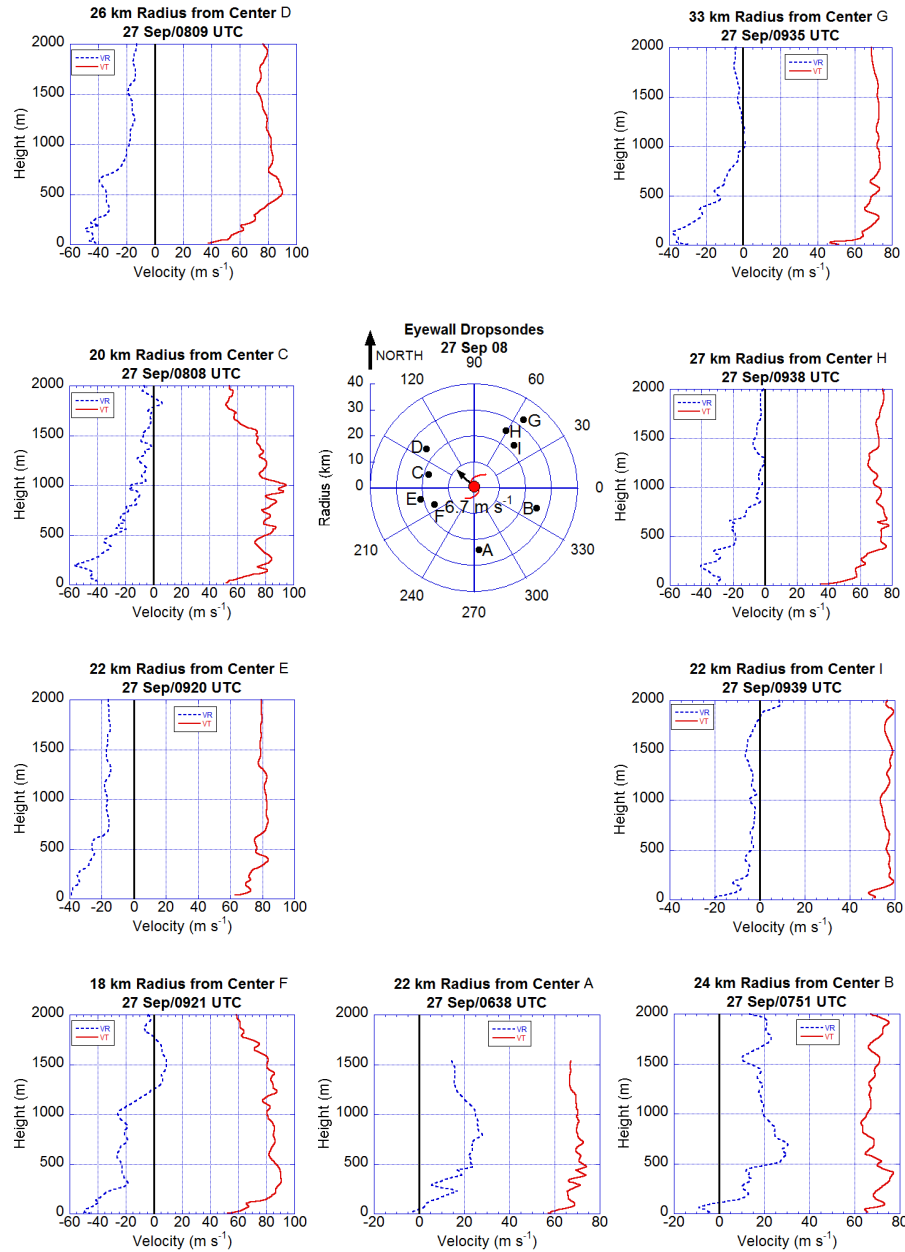 26 km Radius from Center D
27 Sep/0809 UTC
2000
1500
1000
500
0
Height (m)
VR
VT
-60 -40 -20 0 20 40 60 80 100
Velocity (m s-1)
33 km Radius from Center G
27 Sep/0935 UTC
2000
1500
1000
500
0
Height (m)
VR
VT
-40 -20 0 20 40 60 80
Velocity (m s-1)
20 km Radius from Center C
27 Sep/0808 UTC
2000
1500
1000
500
0
Height (m)
VR
VT
-60 -40 -20 0 20 40 60 80 100
Velocity (m s-1)
Eyewall Dropsondes
27 Sep 08
NORTH
90
120 60
40
30
20
10
0
Radius (km)
30
0
330
300
270
240
210
G
H
I
D
C
E
F
B
A
6.7 m s-1
27 km Radius from Center H
27 Sep/0938 UTC
2000
1500
1000
500
0
Height (m)
VR
VT
-40 -20 0 20 40 60 80
Velocity (m s-1)
22 km Radius from Center E
27 Sep/0920 UTC
2000
1500
1000
500
0
Height (m)
VR
VT
-40 -20 0 20 40 60 80 100
Velocity (m s-1)
22 km Radius from Center I
27 Sep/0939 UTC
2000
1500
1000
500
0
Height (m)
VR
VT
-40 -20 0 20 40 60
Velocity (m s-1)
18 km Radius from Center F
27 Sep/0921 UTC
2000
1500
1000
500
0
Height (m)
VR
VT
-60 -40 -20 0 20 40 60 80 100
Velocity (m s-1)
22 km Radius from Center A
27 Sep/0638 UTC
2000
1500
1000
500
0
Height (m)
VR
VT
-20 0 20 40 60 80
Velocity (m s-1)
24 km Radius from Center B
27 Sep/0751 UTC
2000
1500
1000
500
0
Height (m)
VR
VT
-20 0 20 40 60 80
Velocity (m s-1)